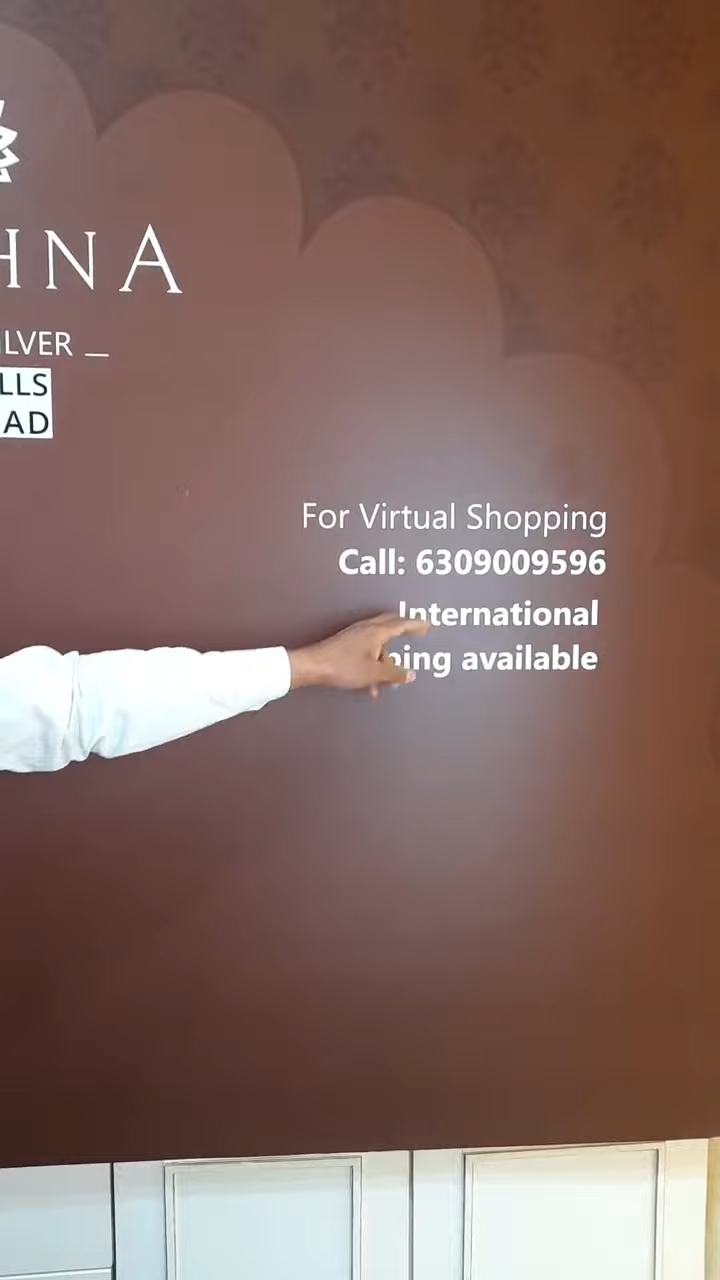 HNA
LVER —
LLS
AD
For Virtual Shopping
Call: 6309009596
International
ping available